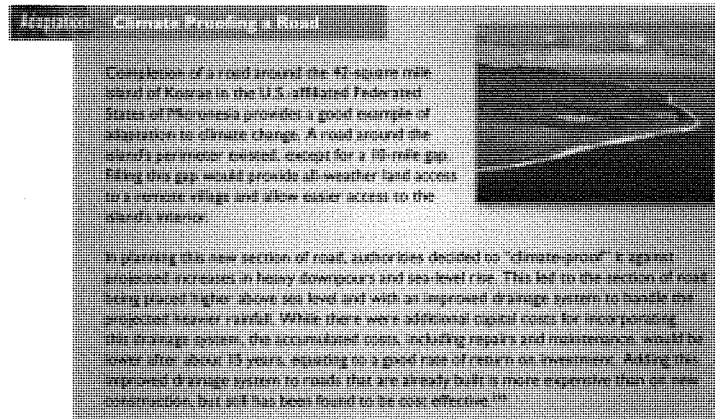 Adaptation: Climate Proofing a Road
Completion of a road around the 42-square mile
island of Kosrae in the U.S.-affiliated Federated
States of Micronesia provides a good example of
adaptation to climate change. A road around the
island's perimeter existed, except for a 10-mile gap.
Filling this gap would provide all-weather land access
to a remote village and allow easier access to the
island's interior.
In planning this new section of road, authorities decided to "climate-proof" it against
projected increases in heavy downpours and sea-level rise. This led to the section of road
being placed higher above sea level and with an improved drainage system to handle the
projected heavier rainfall. While there were additional capital costs for incorporating
this drainage system, the accumulated costs, including repairs and maintenance, would be
lower after about 15 years, equating to a good rate of return on investment. Adding this
improved drainage system to roads that are already built is more expensive than on new
construction, but still has been found to be cost effective.